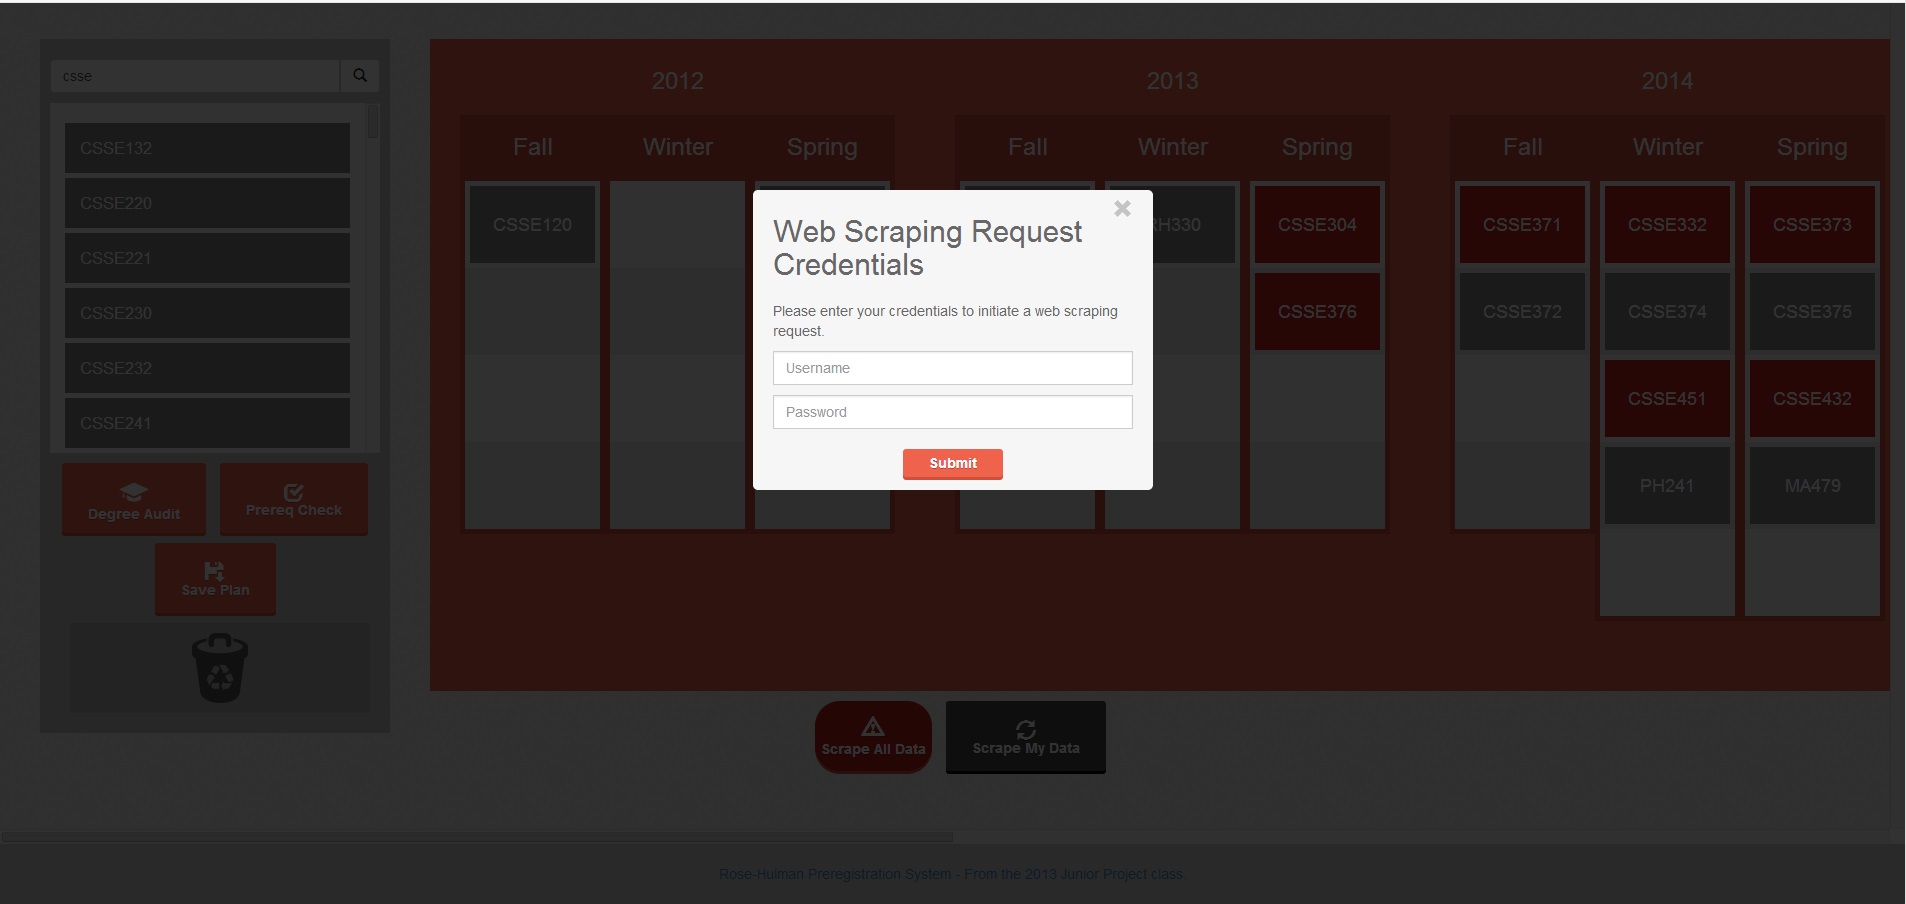 csse
CSSE132
CSSE220
CSSE221
CSSE230
CSSE232
CSSE241
Degree Audit
Prereq Check
Save Plan
2012
2013
2014
Fall
Winter
Spring
Fall
Winter
Spring
Fall
Winter
Spring
CSSE120
RH330
CSSE304
CSSE371
CSSE332
CSSE373
CSSE376
CSSE372
CSSE374
CSSE375
CSSE451
CSSE432
PH241
MA479
Web Scraping Request
Credentials
Please enter your credentials to initiate a web scraping
request.
Username
Password
Submit
Scrape All Data
Scrape My Data
Rose-Hulman Preregistration System - From the 2013 Junior Project class.